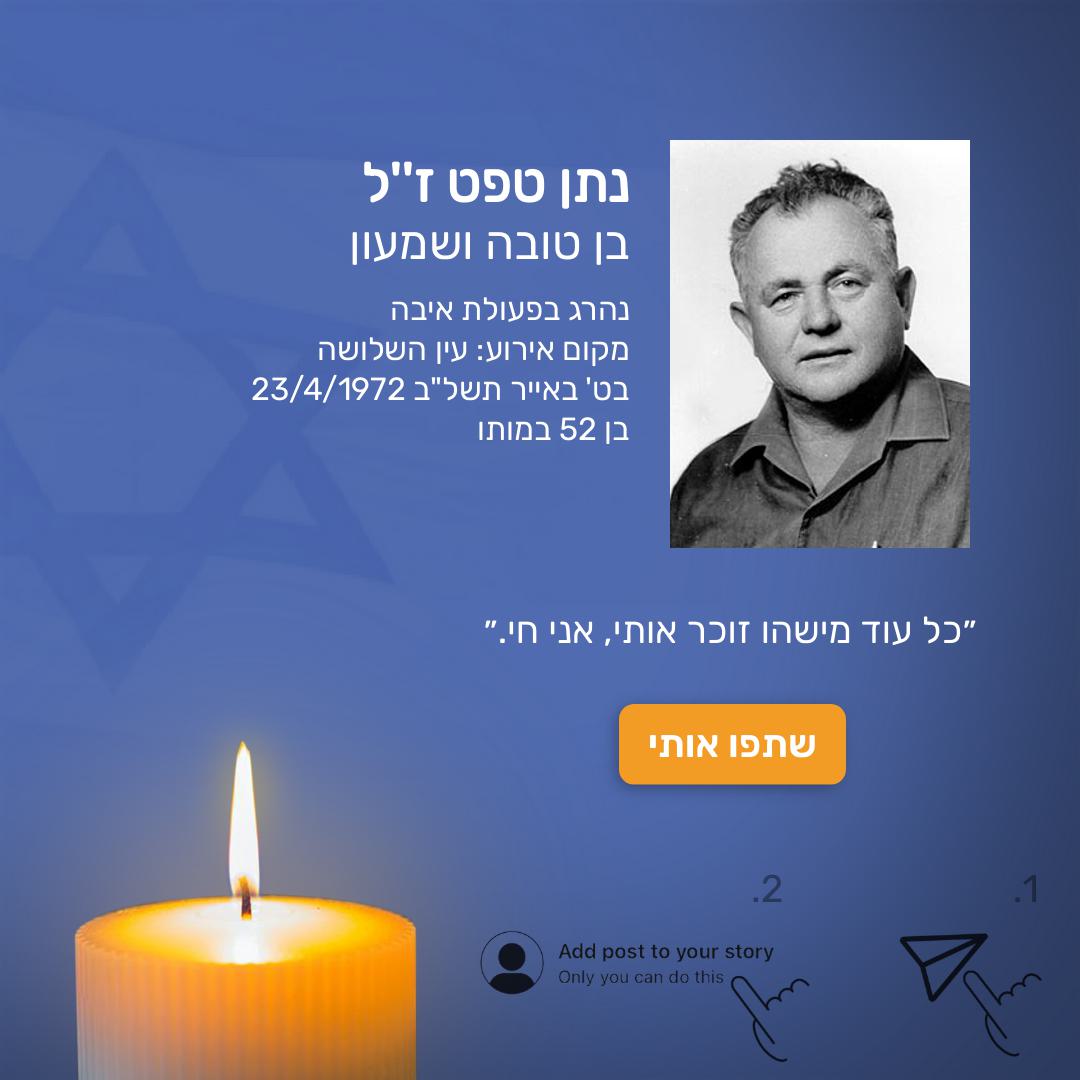 נתן טפט ז"ל
בן טובה ושמעון
נהרג בפעולת איבה
מקום אירוע: עין השלושה
בט' באייר תשל"ב 23/4/1972
בן 52 במותו
״כל עוד מישהו זוכר אותי, אני חי.״
שתפו אותי
1.
2.
Add post to your story
Only you can do this